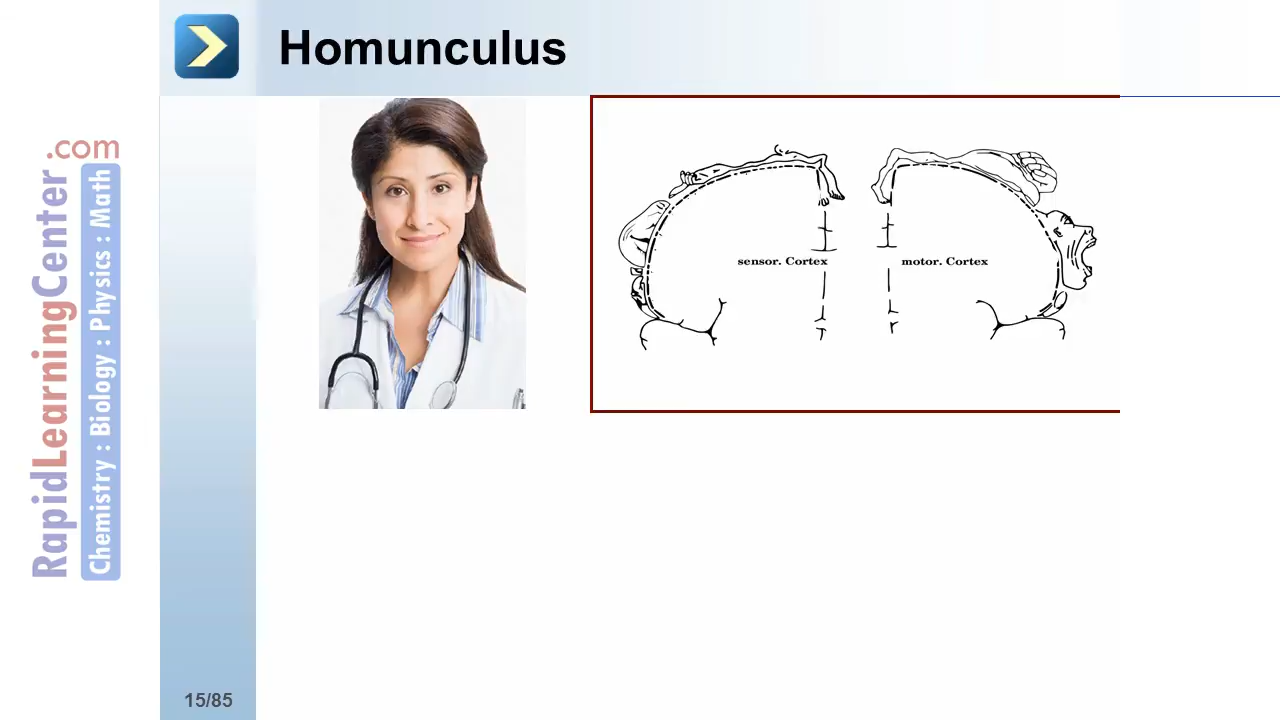 Homunculus
RapidLearningCenter.com
Chemistry : Biology : Physics : Math
sensor. Cortex
motor. Cortex
15/85